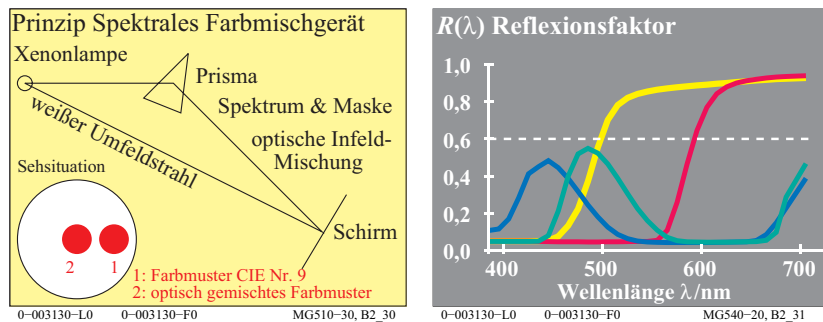 Prinzip Spektrales Farbmischgerät
Xenonlampe
Prisma
Spektrum & Maske
weißer Umfeldstrahl
optische Infeld-
Mischung
Sehsituation
Schirm
2 1
1: Farbmuster CIE Nr. 9
2: optisch gemischtes Farbmuster
0-003130-L0 0-003130-F0 MG510-30, B2_30
R(λ) Reflexionsfaktor
1,0
0,8
0,6
0,4
0,2
0,0
400 500 600 700
Wellenlänge λ/nm
0-003130-L0 0-003130-F0 MG540-20, B2_31